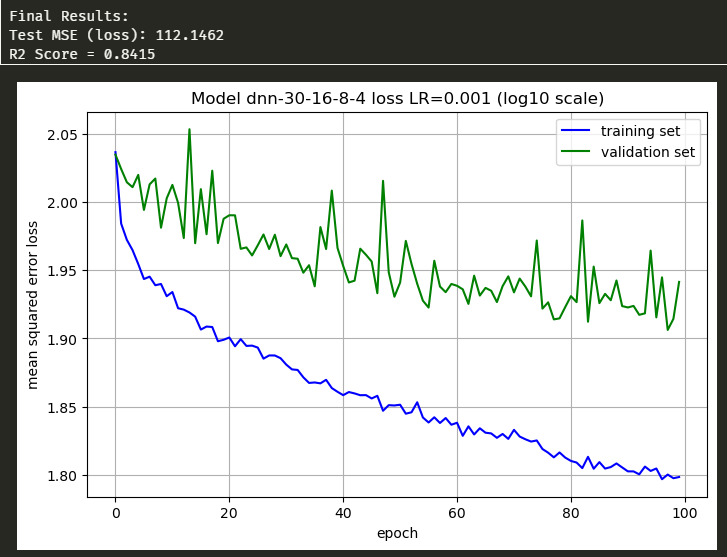 Final Results:
Test MSE (loss): 112.1462
R2 Score = 0.8415
Model dnn-30-16-8-4 loss LR=0.001 (log10 scale)
training set
validation set
mean squared error loss
2.05
2.00
1.95
1.90
1.85
1.80
0 20 40 60 80 100
epoch